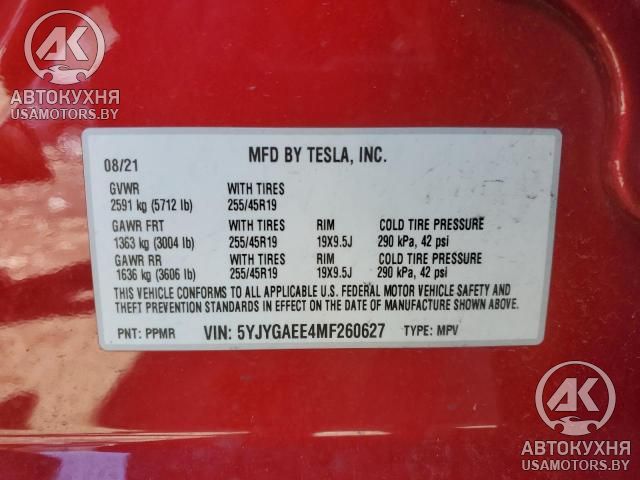 AK
АВТОКУХНЯ
USAMOTORS.BY
MFD BY TESLA, INC.
08/21
GVWR WITH TIRES
2591 kg (5712 lb) 255/45R19
GAWR FRT WITH TIRES RIM COLD TIRE PRESSURE
1363 kg (3004 lb) 255/45R19 19X9.5J 290 kPa, 42 psi
GAWR RR WITH TIRES RIM COLD TIRE PRESSURE
1636 kg (3606 lb) 255/45R19 19X9.5J 290 kPa, 42 psi
THIS VEHICLE CONFORMS TO ALL APPLICABLE U.S. FEDERAL MOTOR VEHICLE SAFETY AND
THEFT PREVENTION STANDARDS IN EFFECT ON THE DATE OF MANUFACTURE SHOWN ABOVE.
PNT: PPMR VIN: 5YJYGAEE4MF260627 TYPE: MPV
AK
АВТОКУХНЯ
USAMOTORS.BY